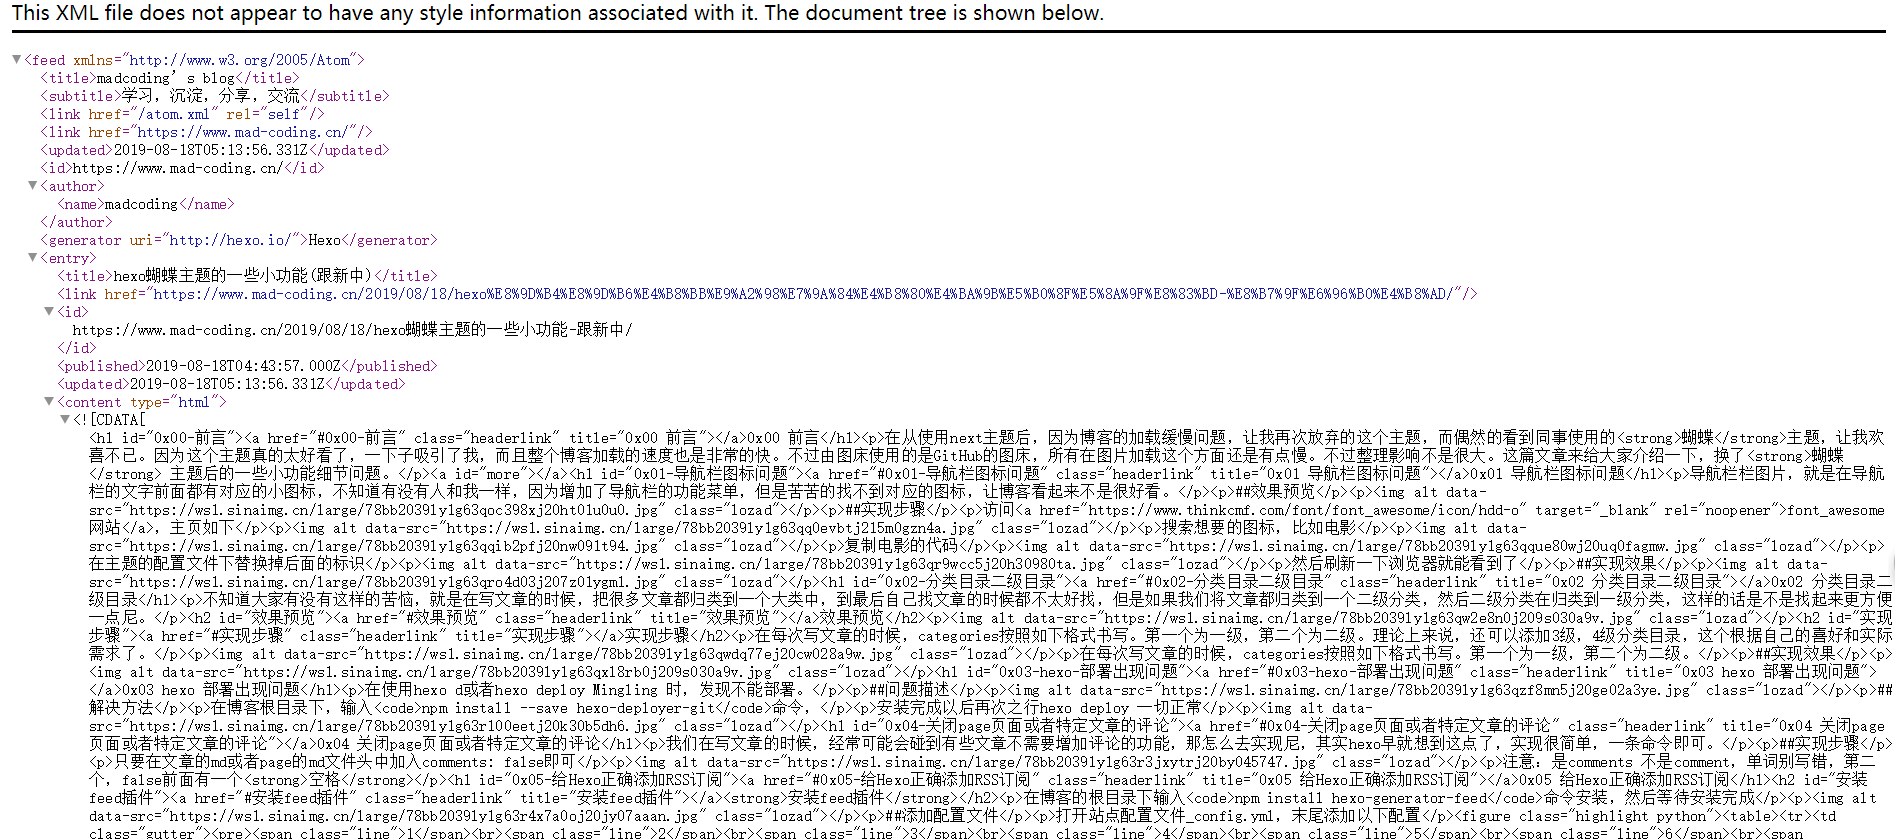 This XML file does not appear to have any style information associated with it. The document tree is shown below.
▼<feed xmlns="http://www.w3.org/2005/Atom">
<title>madcoding’s blog</title>
<subtitle>学习，沉淀，分享，交流</subtitle>
<link href="/atom.xml" rel="self"/>
<link href="https://www.mad-coding.cn/"/>
<updated>2019-08-18T05:13:56.331Z</updated>
<id>https://www.mad-coding.cn/</id>
▼<author>
<name>madcoding</name>
</author>
<generator uri="http://hexo.io/">Hexo</generator>
▼<entry>
<title>hexo蝴蝶主题的一些小功能(跟新中)</title>
<link href="https://www.mad-coding.cn/2019/08/18/hexo%E8%9D%B4%E8%9D%B6%E4%B8%BB%E9%A2%98%E7%9A%84%E4%B8%80%E4%BA%9B%E5%B0%8F%E5%8A%9F%E8%83%BD-%E8%B7%9F%E6%96%B0%E4%B8%AD/"/>
▼<id>
https://www.mad-coding.cn/2019/08/18/hexo蝴蝶主题的一些小功能-跟新中/
</id>
<published>2019-08-18T04:43:57.000Z</published>
<updated>2019-08-18T05:13:56.331Z</updated>
▼<content type="html">
▼<![CDATA[
<h1 id="0x00-前言"><a href="#0x00-前言" class="headerlink" title="0x00 前言"></a>0x00 前言</h1><p>在从使用next主题后，因为博客的加载缓慢问题，让我再次放弃的这个主题，而偶然的看到同事使用的<strong>蝴蝶</strong>主题，让我欢
喜不已。因为这个主题真的太好看了，一下子吸引了我，而且整个博客加载的速度也是非常的快。不过由图床使用的是GitHub的图床，所有在图片加载这个方面还是有点慢。不过整理影响不是很大。这篇文章来给大家介绍一下，换了<strong>蝴蝶
</strong> 主题后的一些小功能细节问题。</p><a id="more"></a><h1 id="0x01-导航栏图标问题"><a href="#0x01-导航栏图标问题" class="headerlink" title="0x01 导航栏图标问题"></a>0x01 导航栏图标问题</h1><p>导航栏栏图片，就是在导航
栏的文字前面都有对应的小图标，不知道有没有人和我一样，因为增加了导航栏的功能菜单，但是苦苦的找不到对应的图标，让博客看起来不是很好看。</p><p>##效果预览</p><p><img alt data-
src="https://ws1.sinaimg.cn/large/78bb2039ly1g63qoc398xj20ht01u0u0.jpg" class="lozad"></p><p>##实现步骤</p><p>访问<a href="https://www.thinkcmf.com/font/font_awesome/icon/hdd-o" target="_blank" rel="noopener">font_awesome
网站</a>，主页如下</p><p><img alt data-src="https://ws1.sinaimg.cn/large/78bb2039ly1g63qq0evbtj215m0gzn4a.jpg" class="lozad"></p><p>搜索想要的图标，比如电影</p><p><img alt data-
src="https://ws1.sinaimg.cn/large/78bb2039ly1g63qqib2pfj20nw091t94.jpg" class="lozad"></p><p>复制电影的代码</p><p><img alt data-src="https://ws1.sinaimg.cn/large/78bb2039ly1g63qque80wj20uq0fagmw.jpg" class="lozad"></p><p>
在主题的配置文件下替换掉后面的标识</p><p><img alt data-src="https://ws1.sinaimg.cn/large/78bb2039ly1g63qr9wcc5j20h30980ta.jpg" class="lozad"></p><p>然后刷新一下浏览器就能看到了</p><p>##实现效果</p><p><img alt data-
src="https://ws1.sinaimg.cn/large/78bb2039ly1g63qro4d03j207z01ygml.jpg" class="lozad"></p><h1 id="0x02-分类目录二级目录"><a href="#0x02-分类目录二级目录" class="headerlink" title="0x02 分类目录二级目录"></a>0x02 分类目录二
级目录</h1><p>不知道大家有没有这样的苦恼，就是在写文章的时候，把很多文章都归类到一个大类中，到最后自己找文章的时候都不太好找，但是如果我们将文章都归类到一个二级分类，然后二级分类在归类到一级分类，这样的话是不是找起来更方便
一点尼。</p><h2 id="效果预览"><a href="#效果预览" class="headerlink" title="效果预览"></a>效果预览</h2><p><img alt data-src="https://ws1.sinaimg.cn/large/78bb2039ly1g63qw2e8n0j209s030a9v.jpg" class="lozad"></p><h2 id="实现
步骤"><a href="#实现步骤" class="headerlink" title="实现步骤"></a>实现步骤</h2><p>在每次写文章的时候，categories按照如下格式书写。第一个为一级，第二个为二级。理论上来说，还可以添加3级，4级分类目录，这个根据自己的喜好和实际
需求了。</p><p><img alt data-src="https://ws1.sinaimg.cn/large/78bb2039ly1g63qwdq77ej20cw028a9w.jpg" class="lozad"></p><p>在每次写文章的时候，categories按照如下格式书写。第一个为一级，第二个为二级。</p><p>##实现效果<p><p>
<img alt data-src="https://ws1.sinaimg.cn/large/78bb2039ly1g63qxl8rb0j209s030a9v.jpg" class="lozad"></p><h1 id="0x03-hexo-部署出现问题"><a href="#0x03-hexo-部署出现问题" class="headerlink" title="0x03 hexo 部署出现问题">
</a>0x03 hexo 部署出现问题</h1><p>在使用hexo d或者hexo deploy Mingling 时，发现不能部署。</p><p>##问题描述</p><p><img alt data-src="https://ws1.sinaimg.cn/large/78bb2039ly1g63qzf8mn5j20ge02a3ye.jpg" class="lozad"></p><p>##
解决方法</p><p>在博客根目录下，输入<code>npm install --save hexo-deployer-git</code>命令，</p><p>安装完成以后再次之行hexo deploy 一切正常</p><p><img alt data-
src="https://ws1.sinaimg.cn/large/78bb2039ly1g63r100eetj20k30b5dh6.jpg" class="lozad"></p><h1 id="0x04-关闭page页面或者特定文章的评论"><a href="#0x04-关闭page页面或者特定文章的评论" class="headerlink" title="0x04 关闭page
页面或者特定文章的评论"></a>0x04 关闭page页面或者特定文章的评论</h1><p>我们在写文章的时候，经常可能会碰到有些文章不需要增加评论的功能，那怎么去实现尼，其实hexo早就想到这点了，实现很简单，一条命令即可。</p><p>##实现步骤</p>
<p>只要在文章的md或者page的md文件头中加入comments: false即可</p><p><img alt data-src="https://ws1.sinaimg.cn/large/78bb2039ly1g63r3jxytrj20by045747.jpg" class="lozad"></p><p>注意：是comments 不是comment，单词别写错，第二
个，false前面有一个<strong>空格</strong></p><h1 id="0x05-给Hexo正确添加RSS订阅"><a href="#0x05-给Hexo正确添加RSS订阅" class="headerlink" title="0x05 给Hexo正确添加RSS订阅"></a>0x05 给Hexo正确添加RSS订阅</h1><h2 id="安装
feed插件"><a href="#安装feed插件" class="headerlink" title="安装feed插件"></a><strong>安装feed插件</strong></h2><p>在博客的根目录下输入<code>npm install hexo-generator-feed</code>命令安装，然后等待安装完成</p><p><img alt
data-src="https://ws1.sinaimg.cn/large/78bb2039ly1g63r4x7a0oj20jy07aaan.jpg" class="lozad"></p><p>##添加配置文件</p><p>打开站点配置文件_config.yml，末尾添加以下配置</p><figure class="highlight python"><table><tr><td
class="gutter"><pre><span class="line">1</span><br><span class="line">2</span><br><span class="line">3</span><br><span class="line">4</span><br><span class="line">5</span><br><span class="line">6</span><br><span